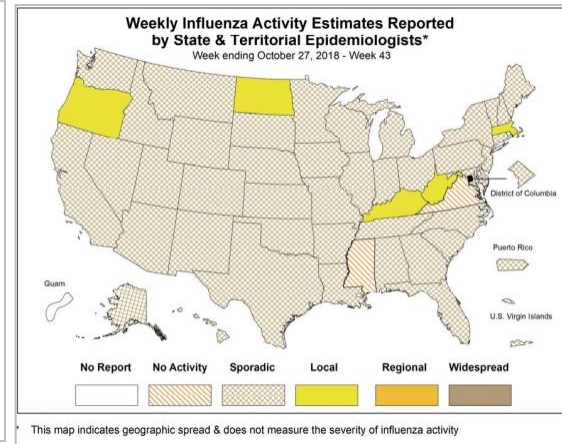 Weekly Influenza Activity Estimates Reported
by State & Territorial Epidemiologists*
Week ending October 27, 2018 - Week 43
District of Columbia
Puerto Rico
Guam
U.S. Virgin Islands
No Report No Activity Sporadic Local Regional Widespread
* This map indicates geographic spread & does not measure the severity of influenza activity